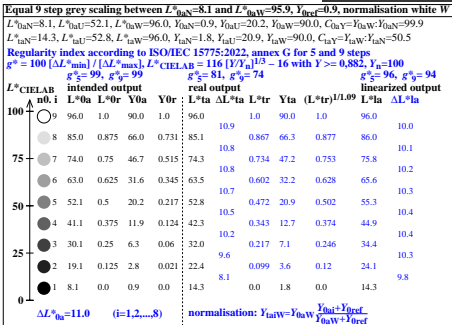 Equal 9 step grey scaling between L*0aN=8.1 and L*0aW=95.9, Y0ref=0.9, normalisation white W
L*0aN=8.1, L*0aU=52.1, L*0aW=96.0, Y0aN=0.9, Y0aU=20.2, Y0aW=90.0, C0aY=Y0aW:Y0aN=99.9
L*taN=14.3, L*taU=52.8, L*taW=96.0, YtaN=1.8, YtaU=20.9, YtaW=90.0, CtaY=YtaW:YtaN=50.5
Regularity index according to ISO/IEC 15775:2022, annex G for 5 and 9 steps
g* = 100 [ΔL*min] / [ΔL*max], L*CIELAB = 116 [Y/Yn]1/3 − 16 with Y >= 0,882, Yn=100
g*5= 99, g*9= 99 g*5= 81, g*9= 74 g*5= 96, g*9= 94
L*CIELAB intended output real output linearized output
n0. i L*0a L*0r Y0a Y0r L*ta ΔL*ta L*tr Yta (L*tr)1/1.09 L*la ΔL*la
100 9 96.0 1.0 90.0 1.0 96.0 1.0 90.0 1.0 96.0
10.9 10.0
8 85.0 0.875 66.0 0.731 85.1 0.867 66.3 0.877 86.0
10.8 10.1
75 7 74.0 0.75 46.7 0.515 74.3 0.734 47.2 0.753 75.8
10.8 10.2
6 63.0 0.625 31.6 0.345 63.5 0.602 32.2 0.628 65.6
10.7 10.3
50 5 52.1 0.5 20.2 0.217 52.8 0.472 20.9 0.502 55.3
10.5 10.4
4 41.1 0.375 11.9 0.124 42.3 0.343 12.7 0.374 44.9
10.2 10.4
25 3 30.1 0.25 6.3 0.06 32.0 0.217 7.1 0.246 34.4
9.6 10.3
2 19.1 0.125 2.8 0.021 22.4 0.099 3.6 0.12 24.1
8.1 9.8
0 1 8.1 0.0 0.9 0.0 14.3 0.0 1.8 0.0 14.3
ΔL*0a=11.0 (i=1,2,...,8) normalisation: YtaiW=Y0aW Y0ai+Y0ref
Y0aW+Y0ref